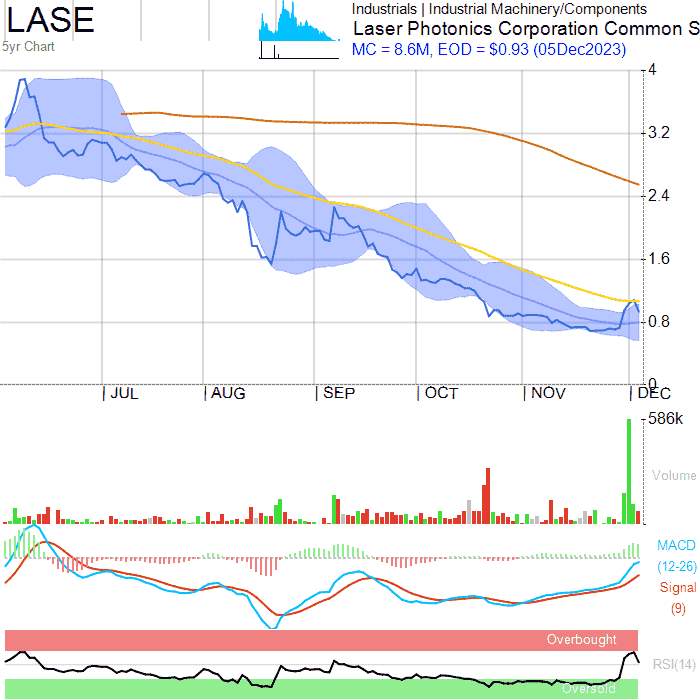 LASE
5yr Chart
Industrials | Industrial Machinery/Components
Laser Photonics Corporation Common S
MC = 8.6M, EOD = $0.93 (05Dec2023)
4
3.2
2.4
1.6
0.8
0
JUL AUG SEP OCT NOV DEC
586k
Volume
MACD
(12-26)
Signal
(9)
Overbought
RSI(14)
Oversold